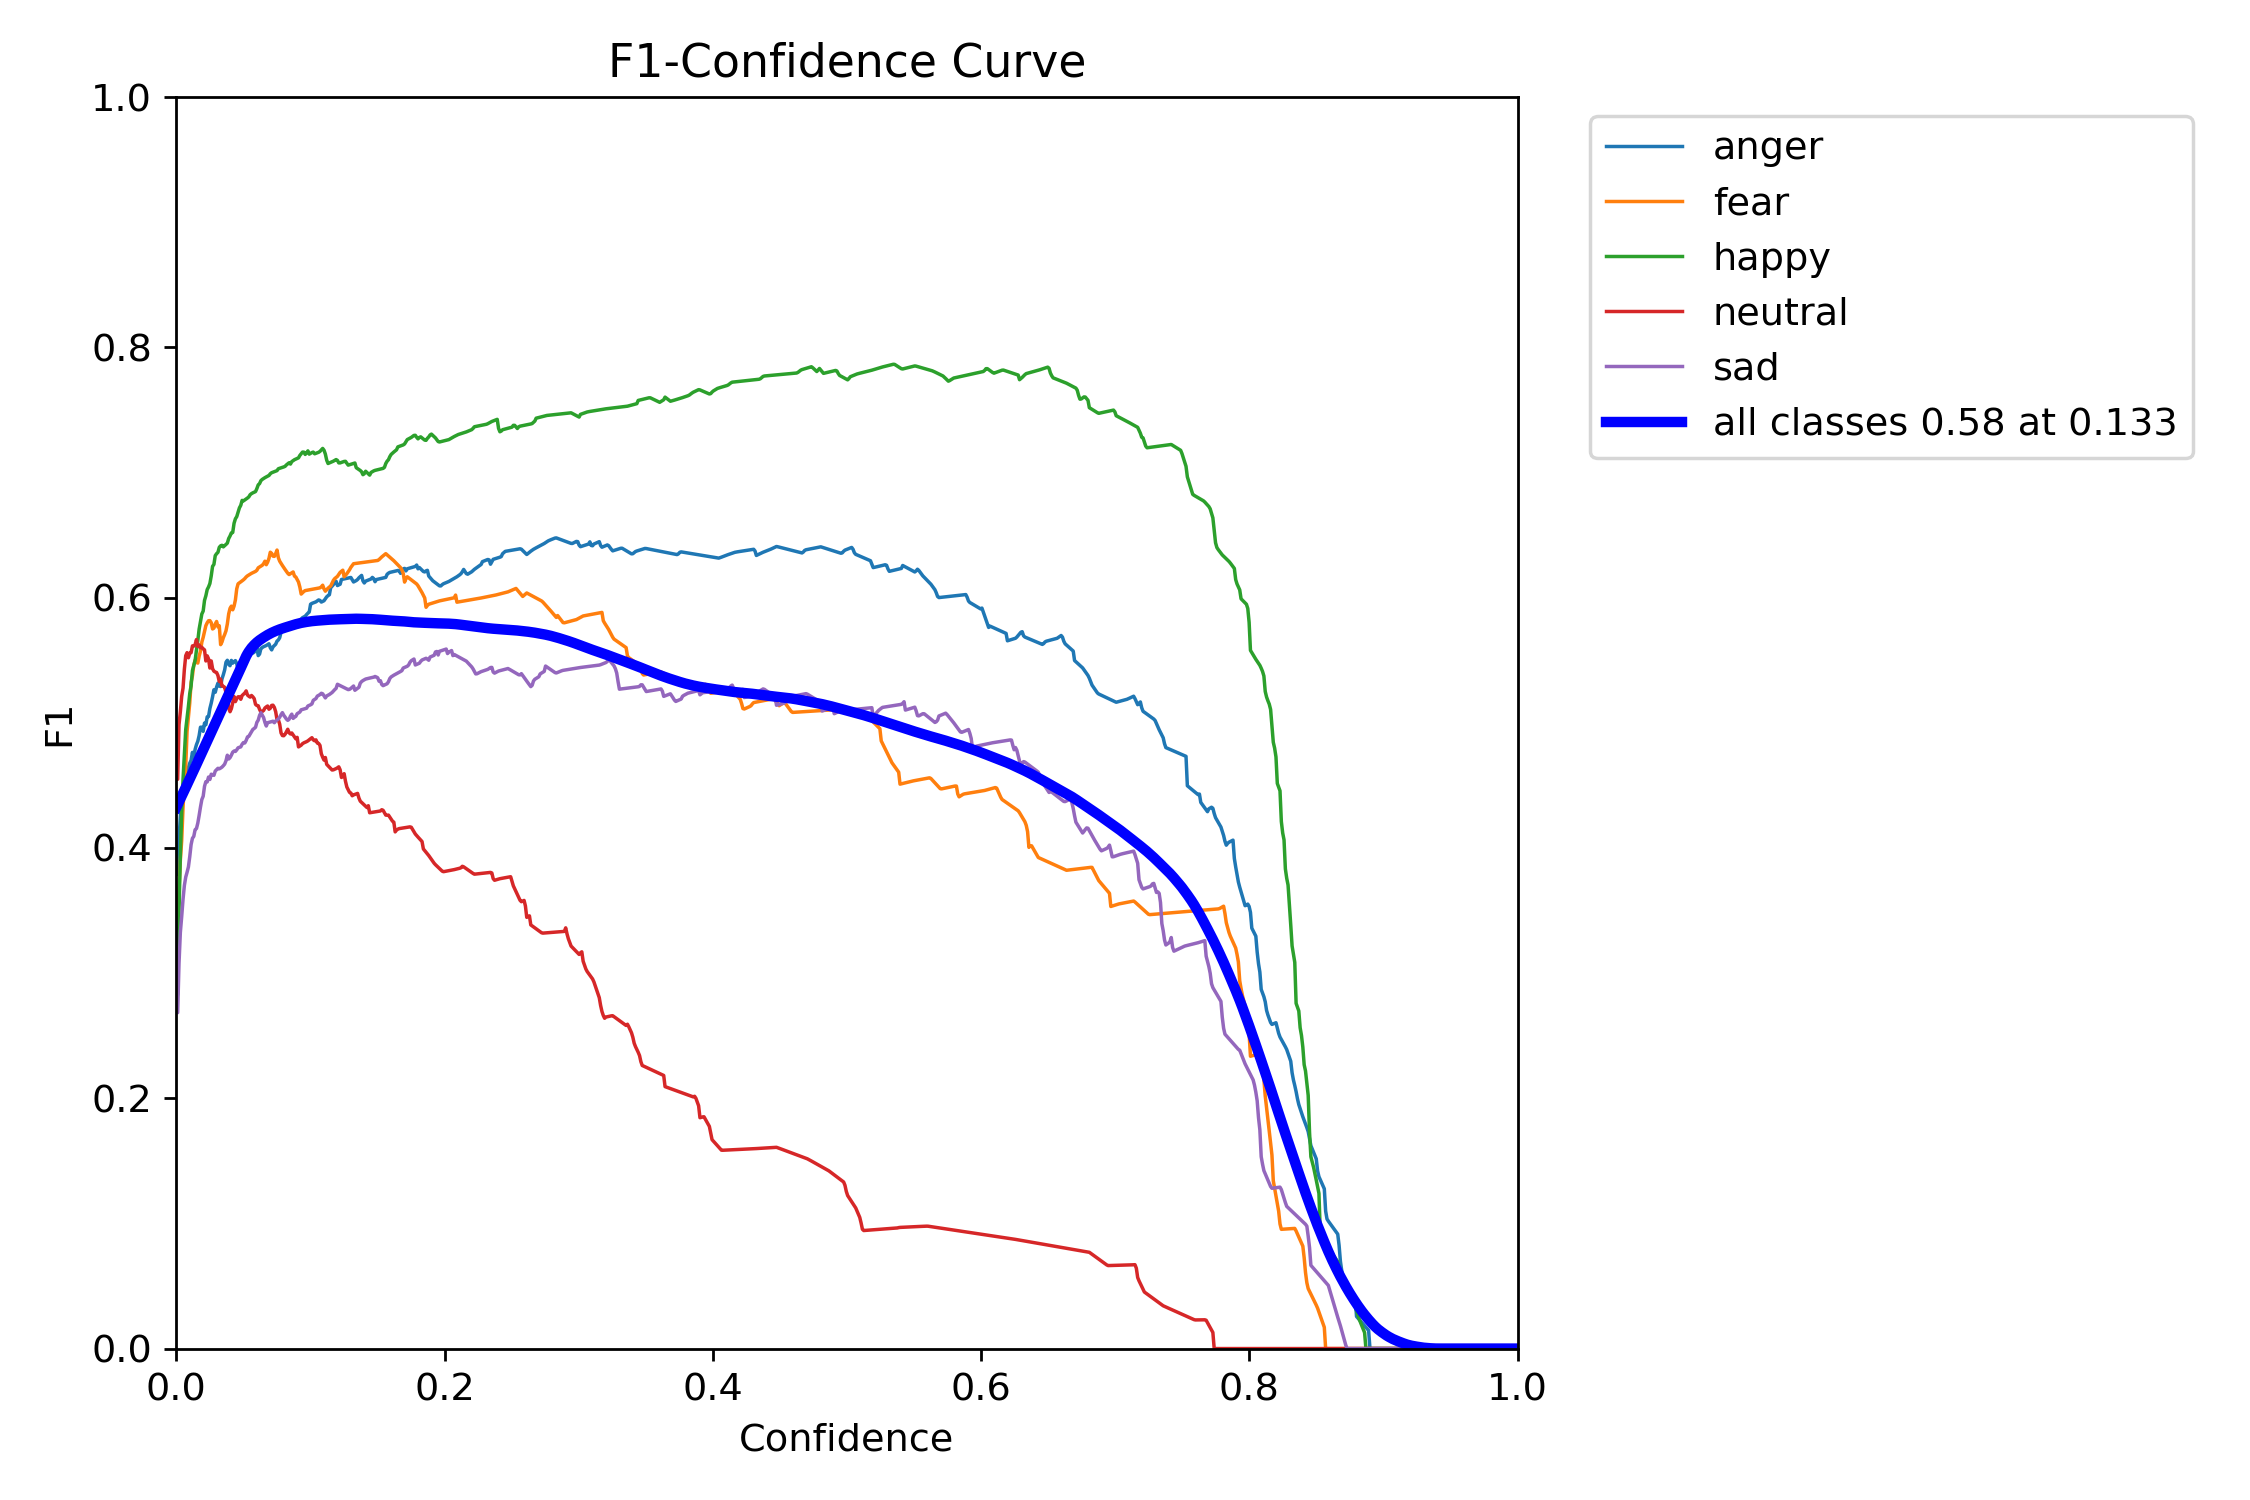 F1-Confidence Curve
1.0
0.8
0.6
0.4
0.2
0.0
F1
0.0 0.2 0.4 0.6 0.8 1.0
Confidence
anger
fear
happy
neutral
sad
all classes 0.58 at 0.133